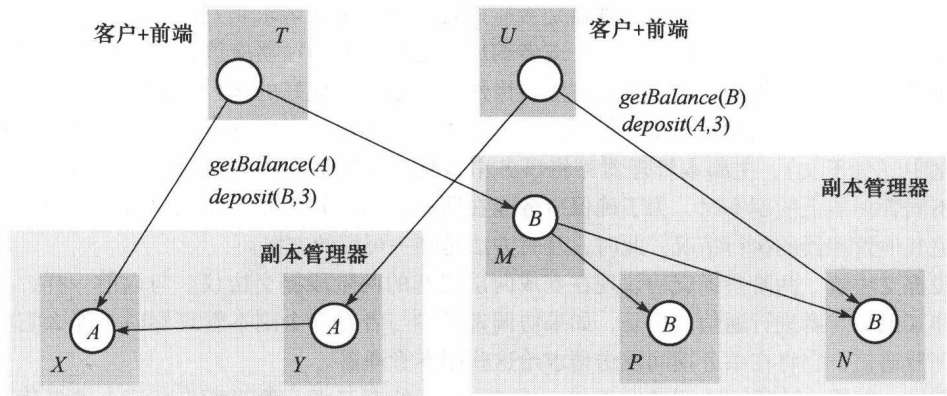 客户+前端
T
U
客户+前端
getBalance(B)
deposit(A,3)
getBalance(A)
deposit(B,3)
副本管理器
B
副本管理器
M
A
A
B
B
X
Y
P
N